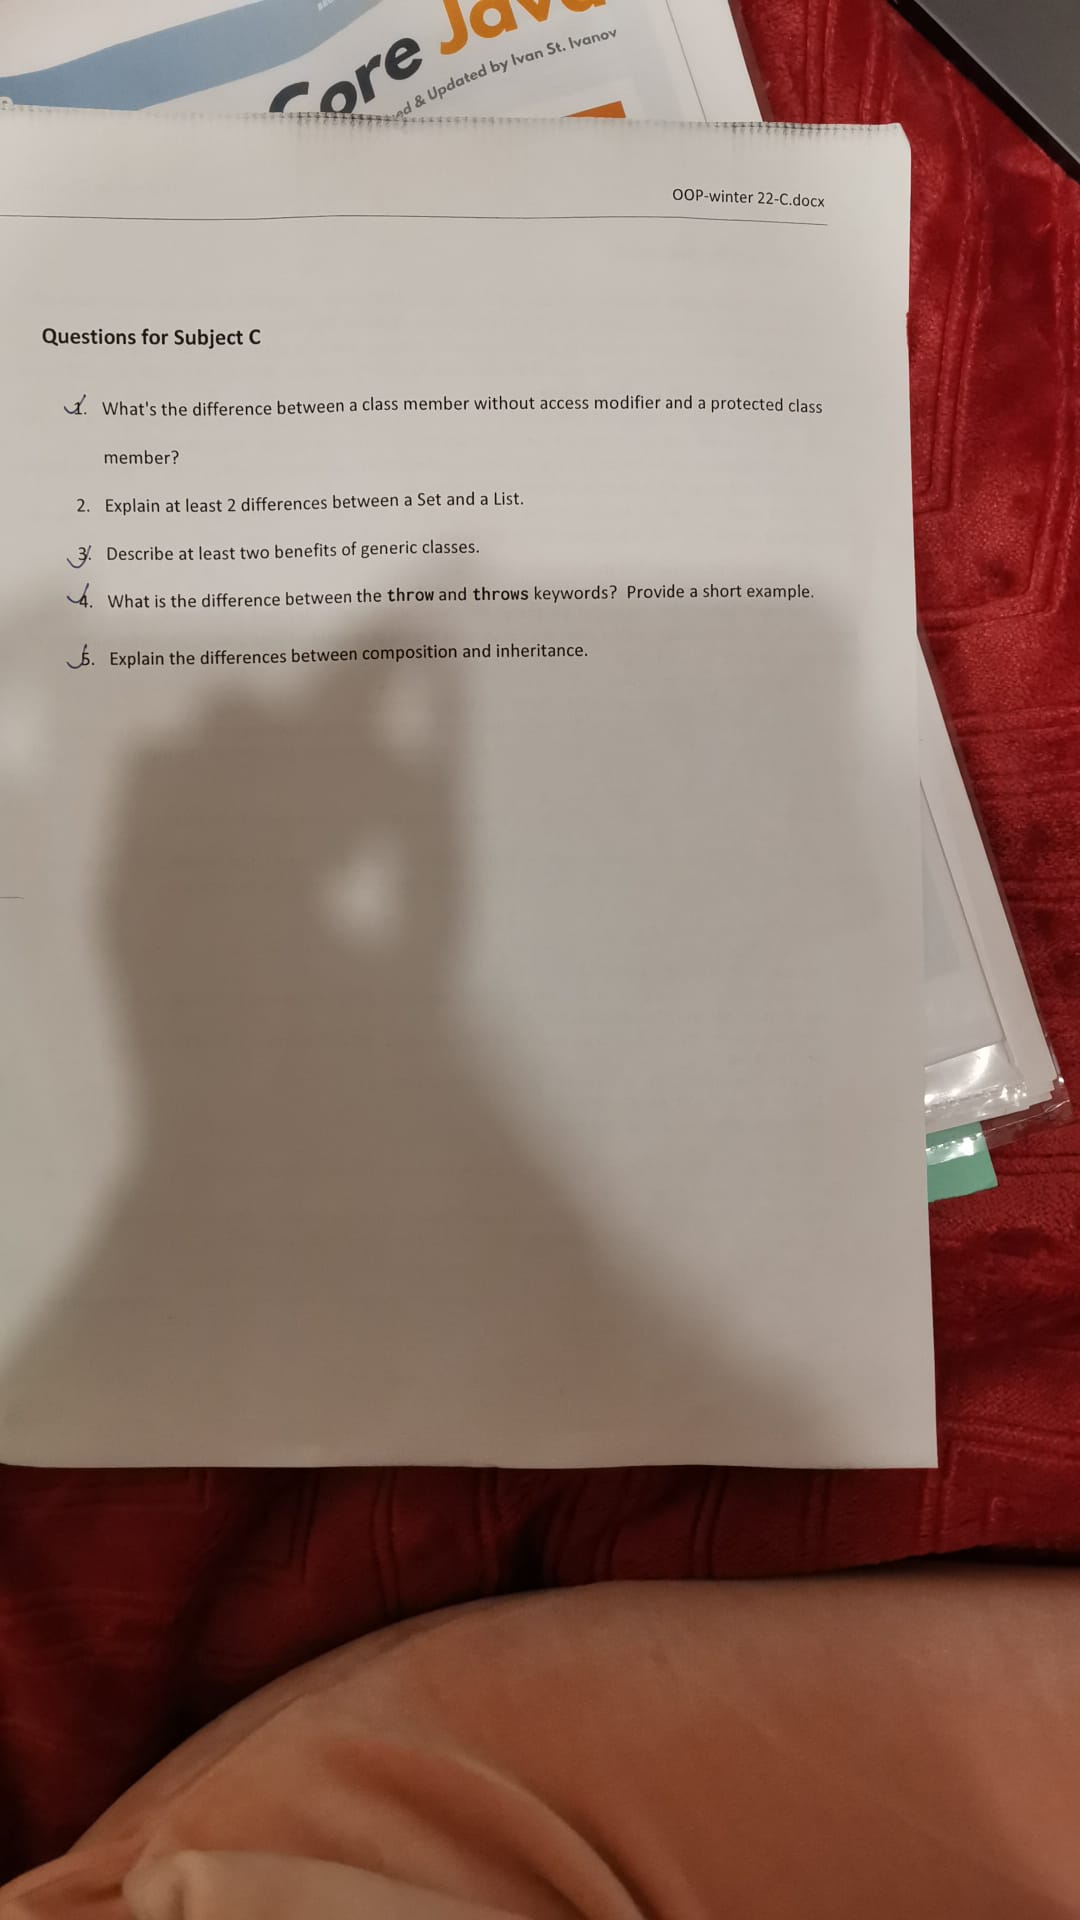 Core Java
ed & Updated by Ivan St. Ivanov
OOP-winter 22-C.docx
Questions for Subject C
1. What's the difference between a class member without access modifier and a protected class
member?
2. Explain at least 2 differences between a Set and a List.
3. Describe at least two benefits of generic classes.
4. What is the difference between the throw and throws keywords? Provide a short example.
5. Explain the differences between composition and inheritance.